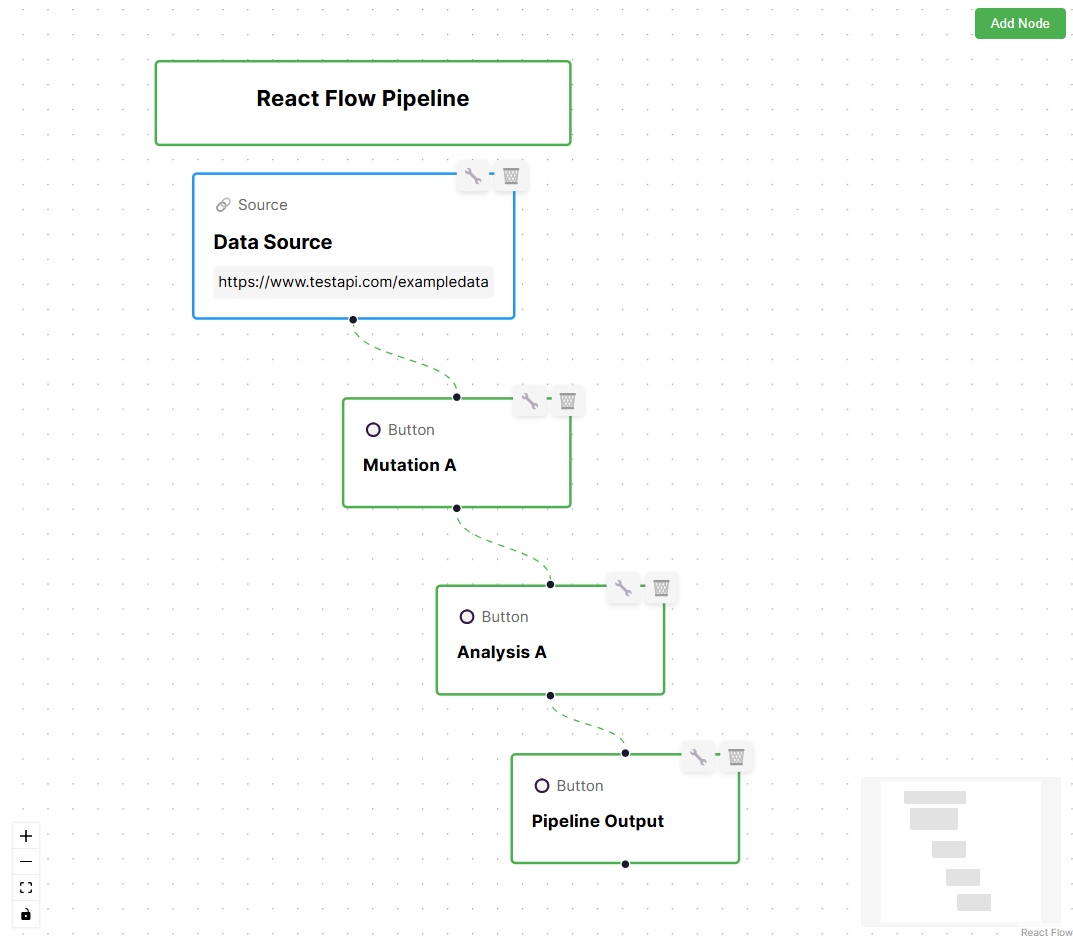 Add Node
React Flow Pipeline
Source
Data Source
https://www.testapi.com/exampledata
Button
Mutation A
Button
Analysis A
Button
Pipeline Output
React Flow